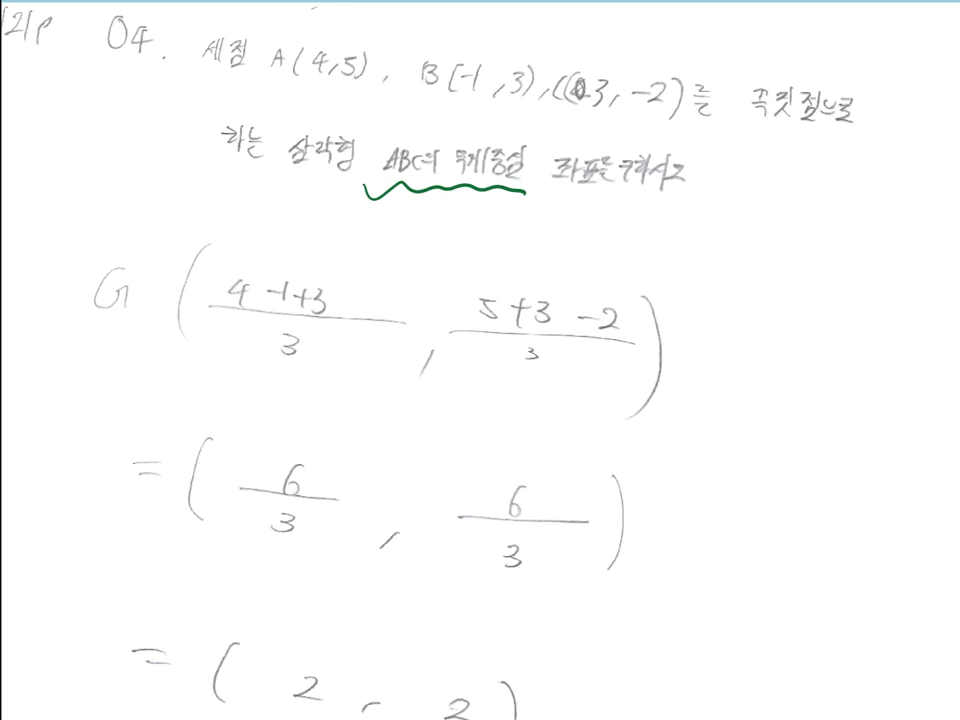 121P 04. 세점 A(4,5), B(-1,3), C(3,-2)를 꼭짓점으로
하는 삼각형 ABC의 무게중심 좌표를 구하시오
G ( 4-1+3 / 3 , 5+3-2 / 3 )
= ( 6 / 3 , 6 / 3 )
= ( 2 , 2 )